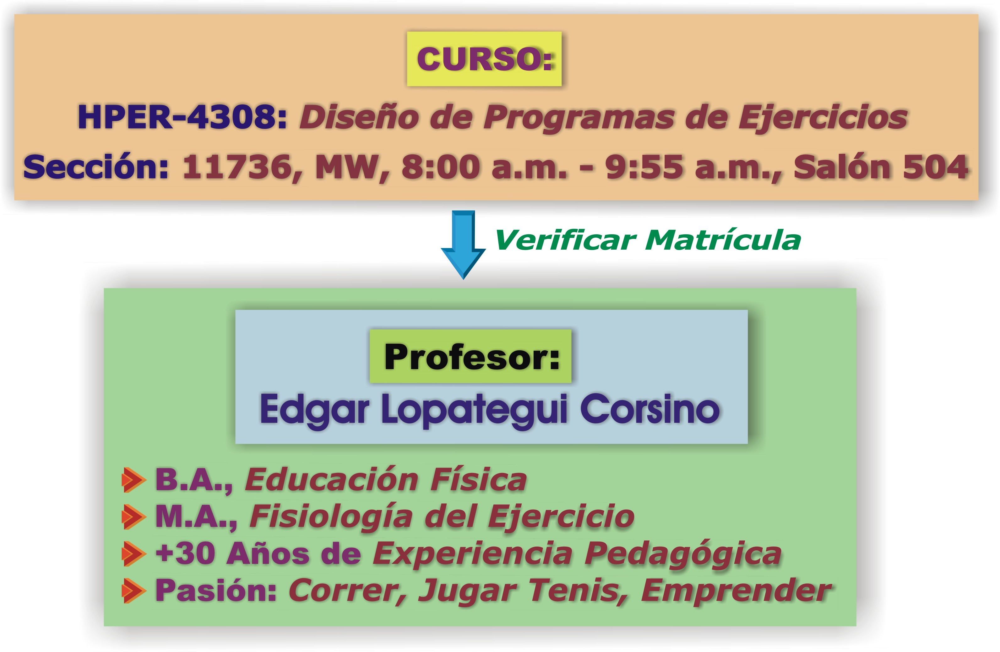 CURSO:
HPER-4308: Diseño de Programas de Ejercicios
Sección: 11736, MW, 8:00 a.m. - 9:55 a.m., Salón 504
Verificar Matrícula
Profesor:
Edgar Lopategui Corsino
B.A., Educación Física
M.A., Fisiología del Ejercicio
+30 Años de Experiencia Pedagógica
Pasión: Correr, Jugar Tenis, Emprender